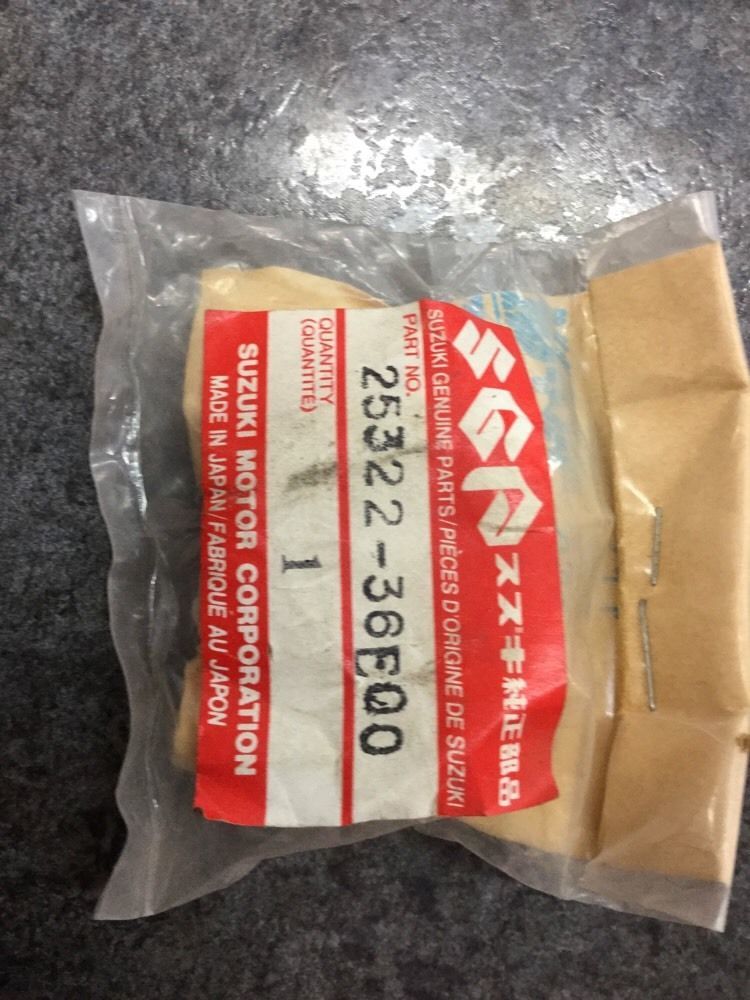 SGP スズキ純正部品
SUZUKI GENUINE PARTS/PIÈCES D'ORIGINE DE SUZUKI
PART NO.
25322-36E00
QUANTITY
(QUANTITÉ)
1
SUZUKI MOTOR CORPORATION
MADE IN JAPAN/FABRIQUÉ AU JAPON